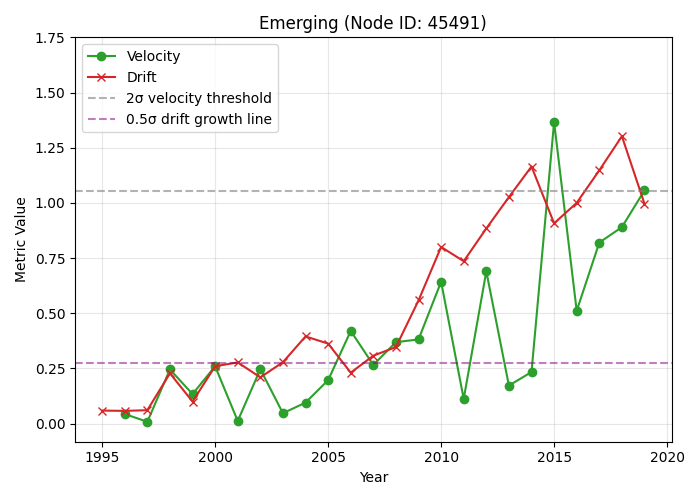 Emerging (Node ID: 45491)
Velocity
Drift
2σ velocity threshold
0.5σ drift growth line
Metric Value
1.75
1.50
1.25
1.00
0.75
0.50
0.25
0.00
1995 2000 2005 2010 2015 2020
Year